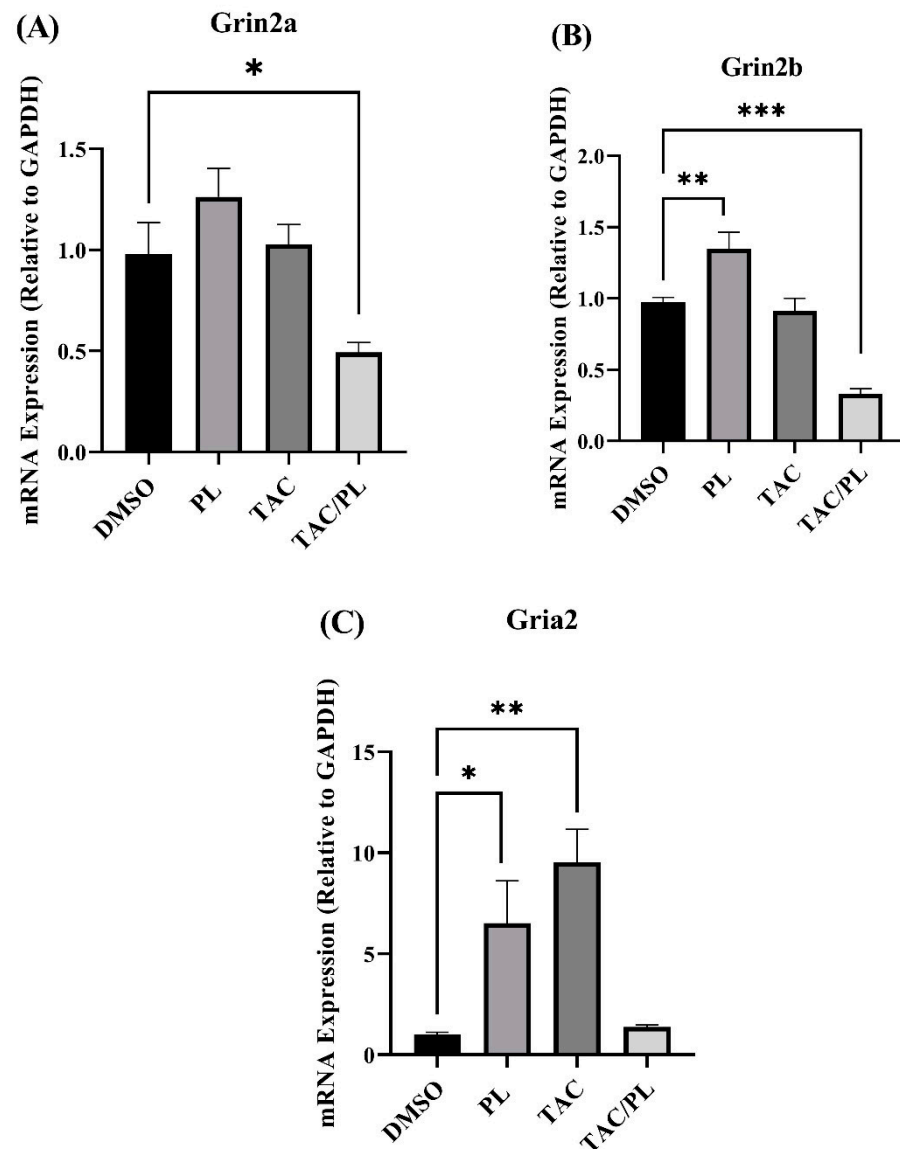 (A)
Grin2a
mRNA Expression (Relative to GAPDH)
*
1.5
1.0
0.5
0.0
DMSO
PL
TAC
TAC/PL
(B)
Grin2b
mRNA Expression (Relative to GAPDH)
***
**
2.0
1.5
1.0
0.5
0.0
DMSO
PL
TAC
TAC/PL
(C)
Gria2
mRNA Expression (Relative to GAPDH)
**
*
15
10
5
0
DMSO
PL
TAC
TAC/PL